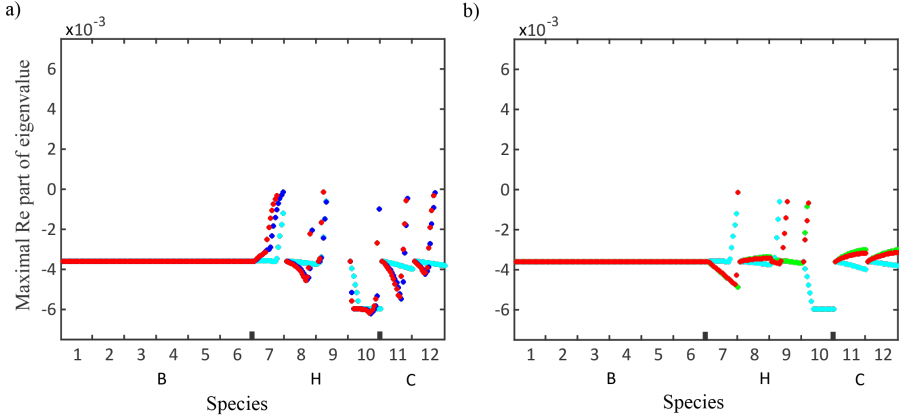 a)
x10⁻³
Maximal Re part of eigenvalue
6
4
2
0
-2
-4
-6
1 2 3 4 5 6 7 8 9 10 11 12
B H C
Species
b)
x10⁻³
6
4
2
0
-2
-4
-6
1 2 3 4 5 6 7 8 9 10 11 12
B H C
Species